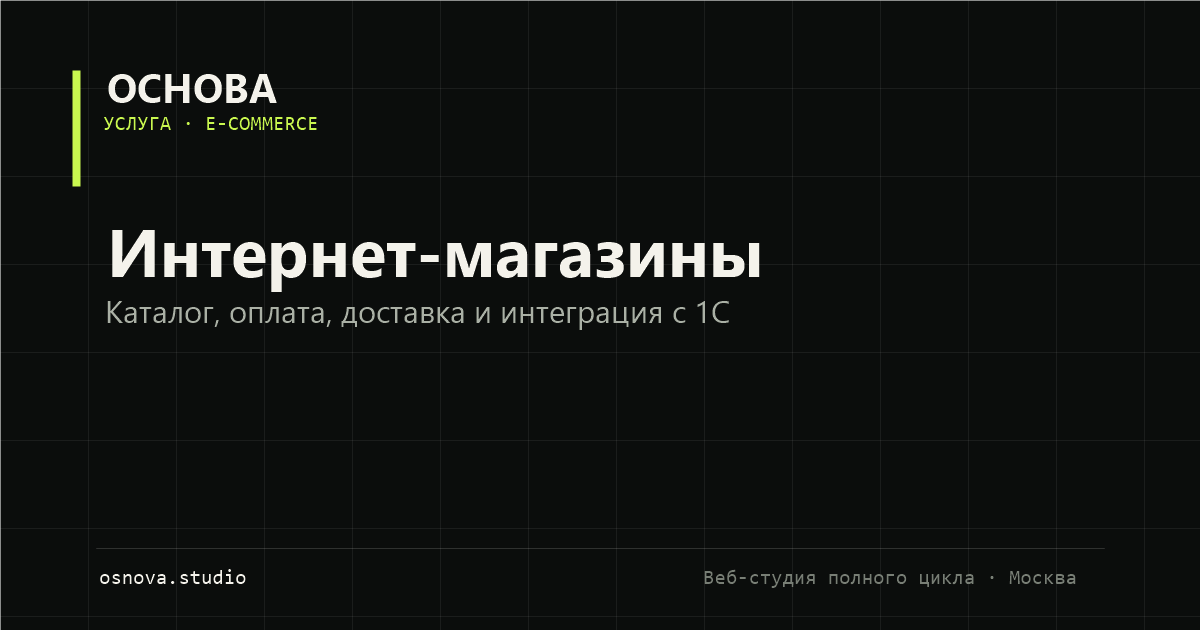 ОСНОВА
УСЛУГА · E-COMMERCE
Интернет-магазины
Каталог, оплата, доставка и интеграция с 1С
osnova.studio
Веб-студия полного цикла · Москва